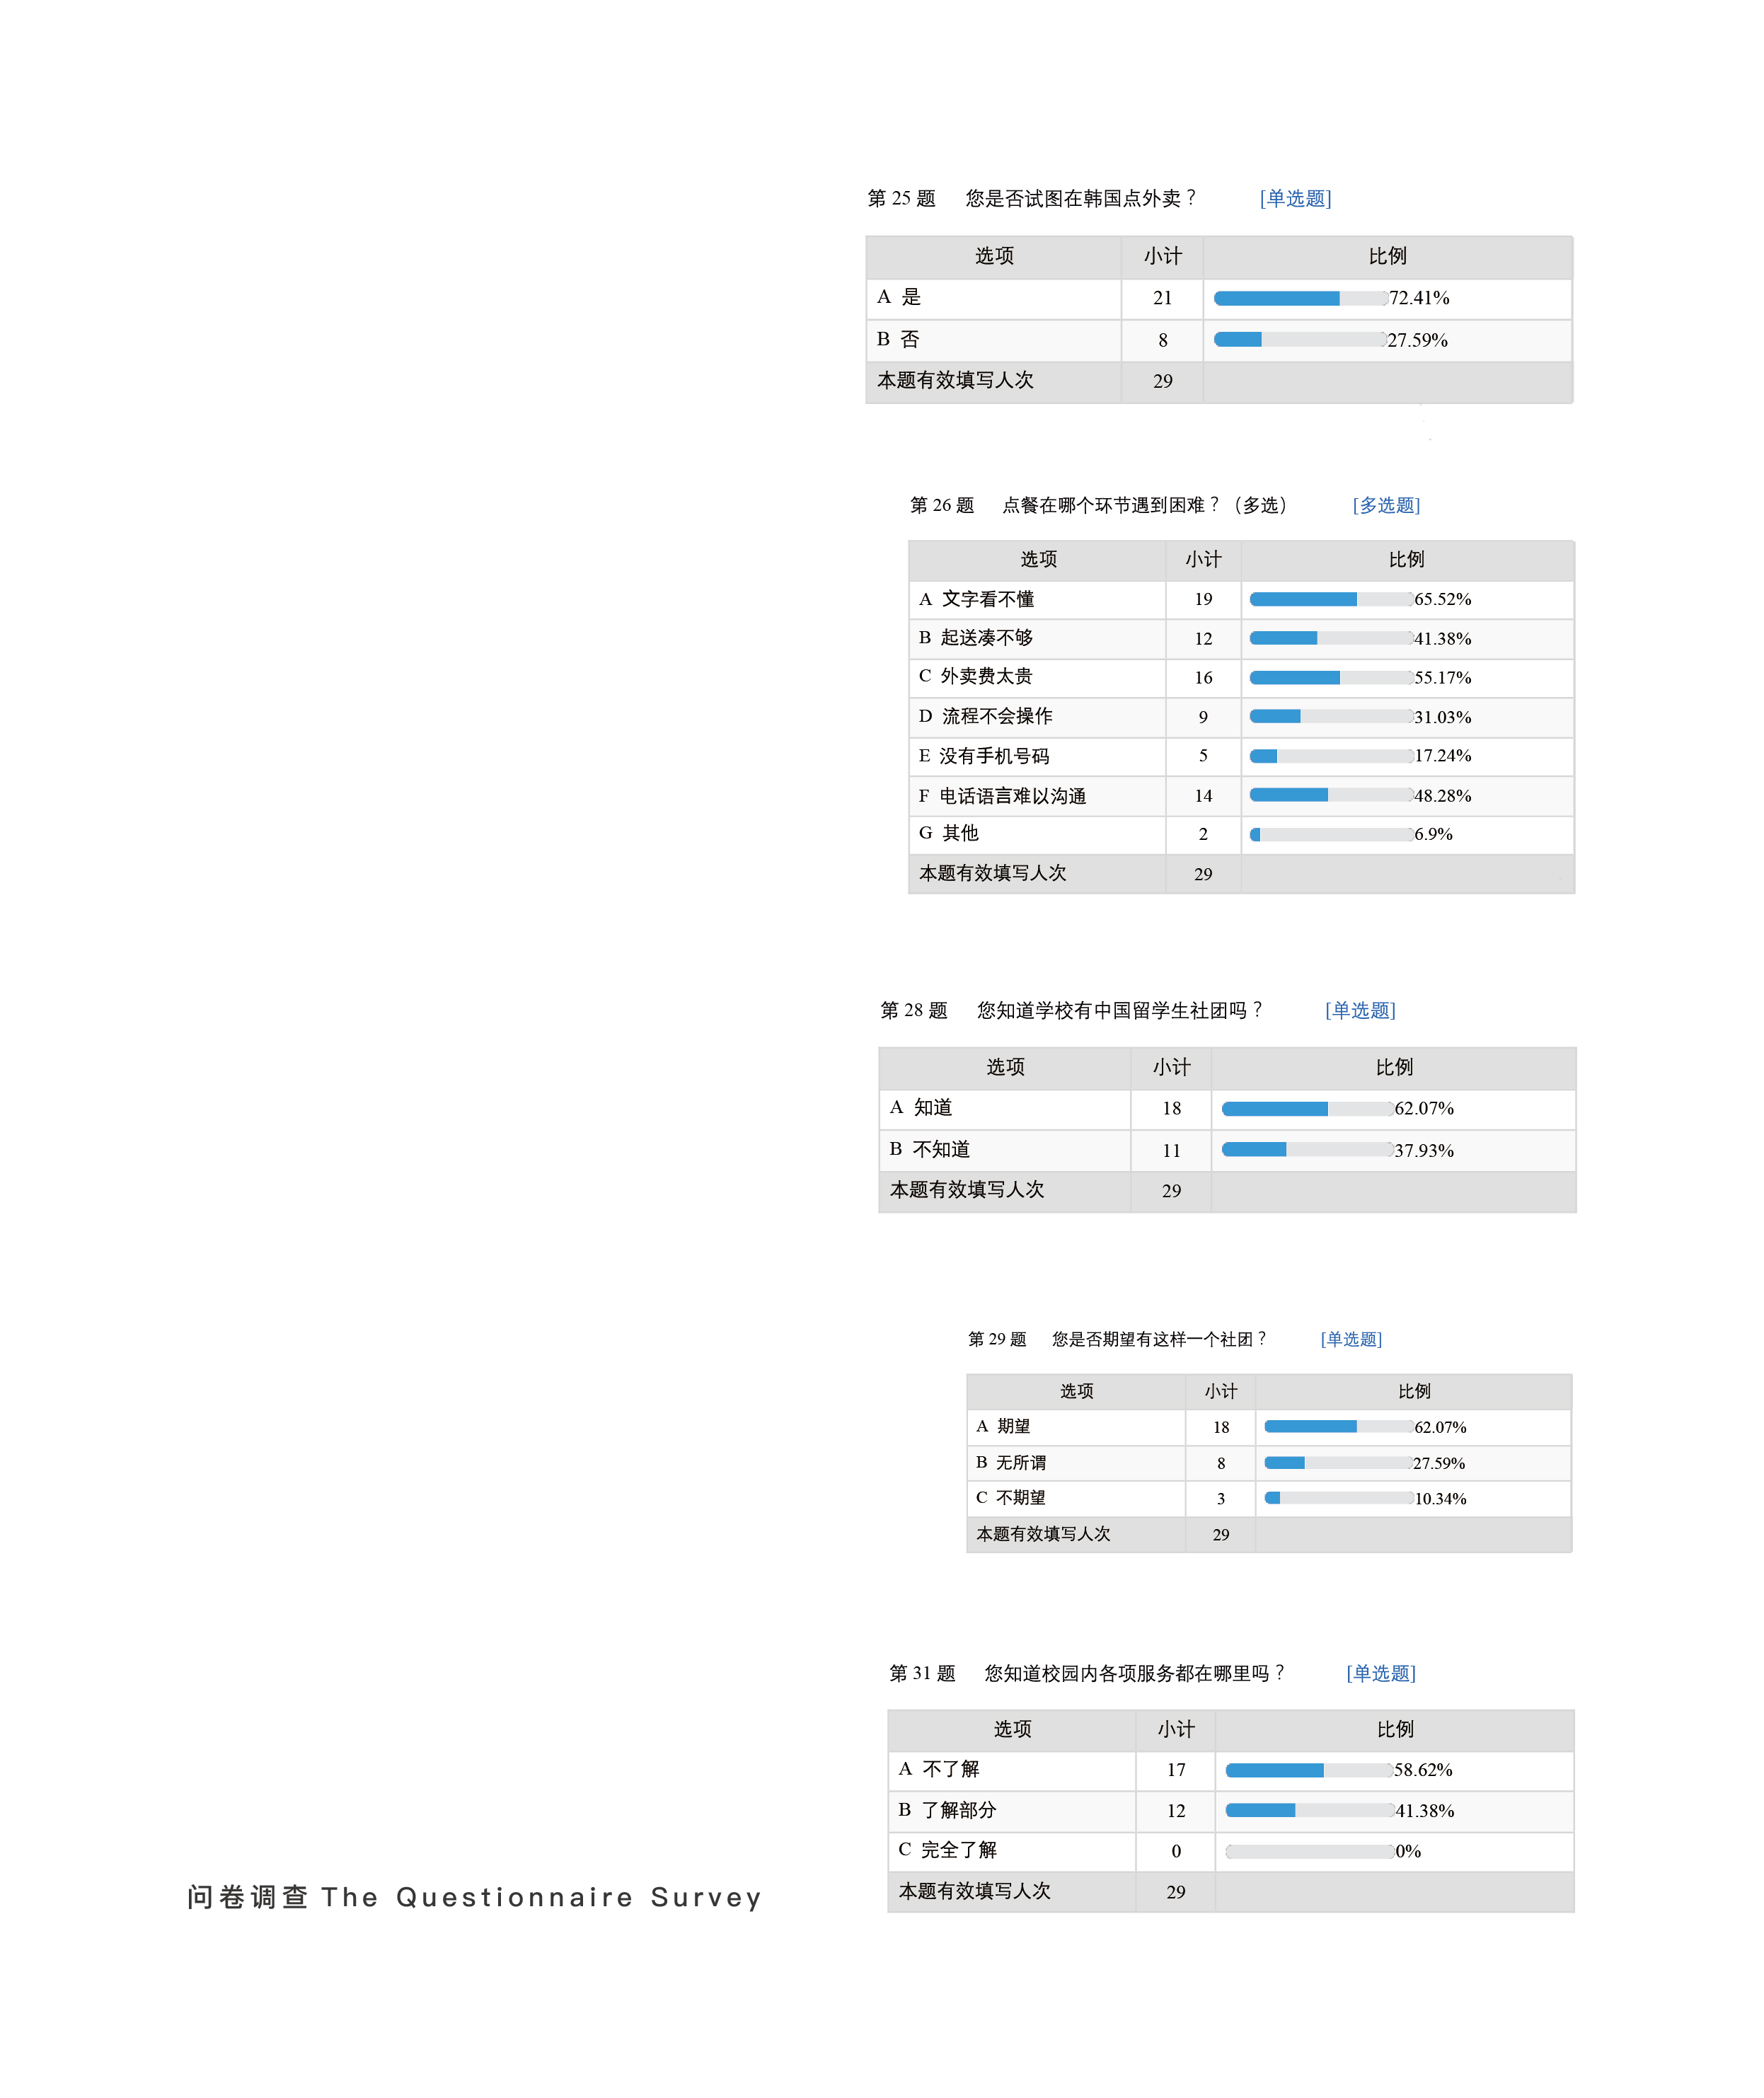 第 25 题 您是否试图在韩国点外卖？ [单选题]
选项 小计 比例
A 是 21 72.41%
B 否 8 27.59%
本题有效填写人次 29
第 26 题 点餐在哪个环节遇到困难？（多选） [多选题]
选项 小计 比例
A 文字看不懂 19 65.52%
B 起送凑不够 12 41.38%
C 外卖费太贵 16 55.17%
D 流程不会操作 9 31.03%
E 没有手机号码 5 17.24%
F 电话语言难以沟通 14 48.28%
G 其他 2 6.9%
本题有效填写人次 29
第 28 题 您知道学校有中国留学生社团吗？ [单选题]
选项 小计 比例
A 知道 18 62.07%
B 不知道 11 37.93%
本题有效填写人次 29
第 29 题 您是否期望有这样一个社团？ [单选题]
选项 小计 比例
A 期望 18 62.07%
B 无所谓 8 27.59%
C 不期望 3 10.34%
本题有效填写人次 29
第 31 题 您知道校园内各项服务都在哪里吗？ [单选题]
选项 小计 比例
A 不了解 17 58.62%
B 了解部分 12 41.38%
C 完全了解 0 0%
本题有效填写人次 29
问卷调查 The Questionnaire Survey